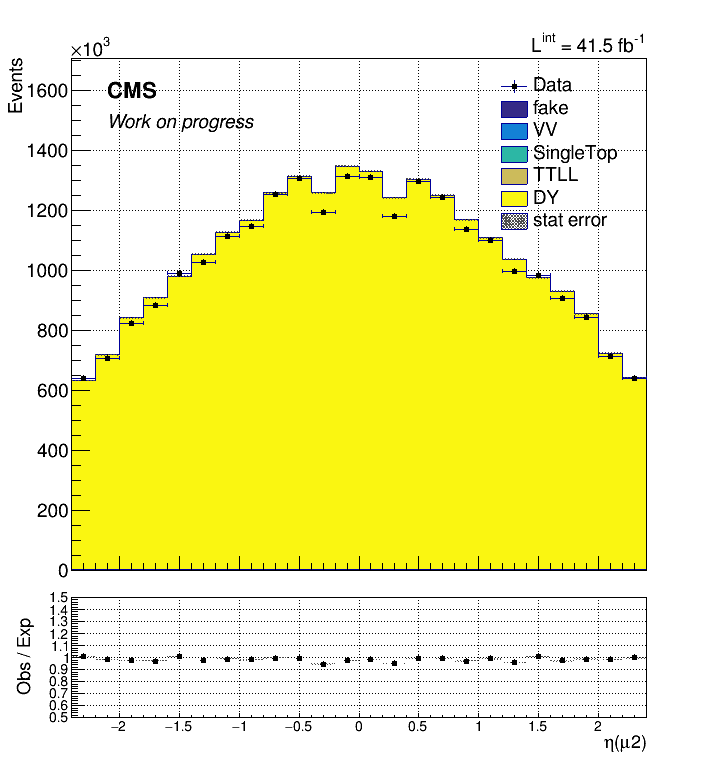 ×10³
L^int = 41.5 fb⁻¹
Events
1600
1400
1200
1000
800
600
400
200
0
CMS
Work on progress
Data
fake
VV
SingleTop
TTLL
DY
stat error
Obs / Exp
1.5
1.4
1.3
1.2
1.1
1
0.9
0.8
0.7
0.6
0.5
−2 −1.5 −1 −0.5 0 0.5 1 1.5 2
η(μ2)